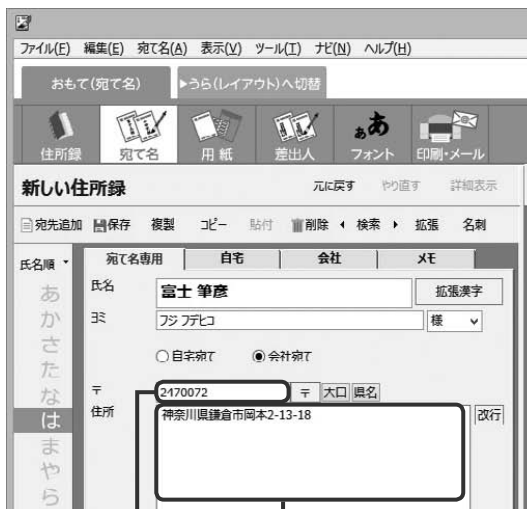 ファイル(F) 編集(E) 宛て名(A) 表示(V) ツール(T) ナビ(N) ヘルプ(H)
おもて(宛て名) ▶うら(レイアウト)へ切替
住所録 宛て名 用紙 差出人 フォント 印刷・メール
新しい住所録 元に戻す やり直す 詳細表示
宛先追加 保存 複製 コピー 貼付 削除 検索 拡張 名刺
氏名順 宛て名専用 自宅 会社 メモ
氏名 富士 筆彦 拡張漢字
ヨミ フジ フデヒコ 様
自宅宛て 会社宛て
〒 2470072 〒 大口 県名
住所 神奈川県鎌倉市岡本2-13-18 改行
あ
か
さ
た
な
は
ま
や
ら